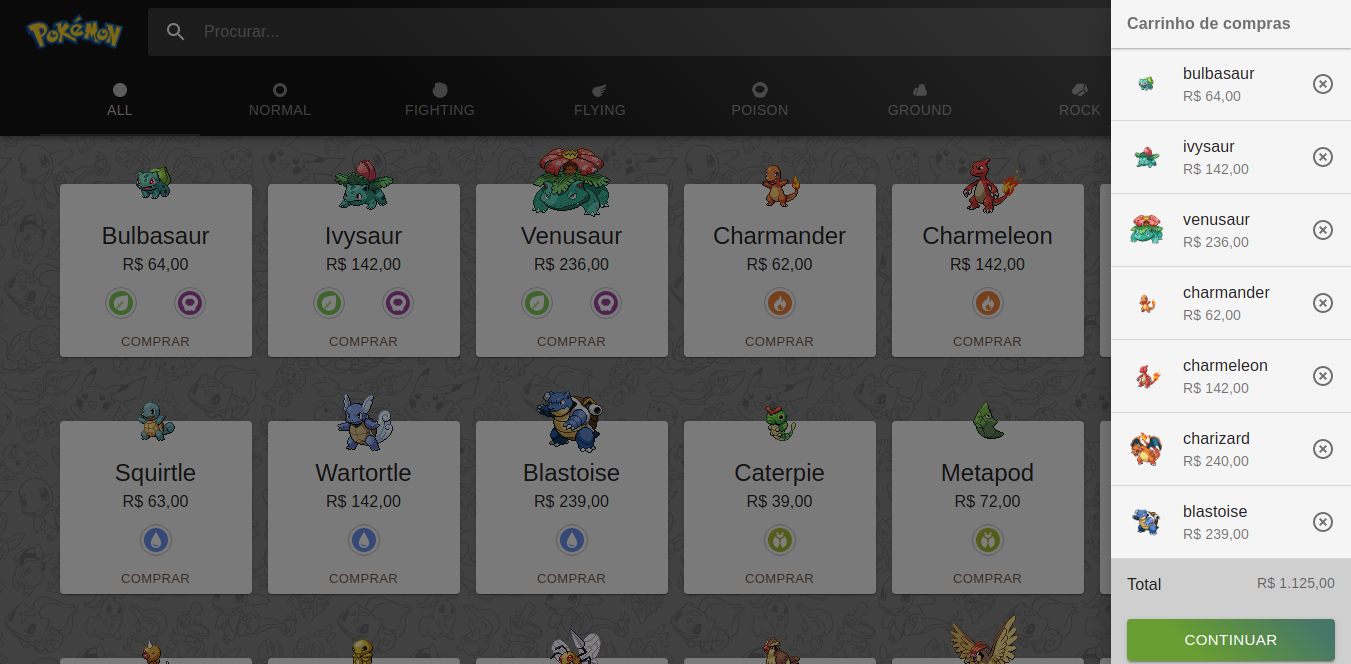 POKéMON
Procurar...
ALL
NORMAL
FIGHTING
FLYING
POISON
GROUND
ROCK
Bulbasaur
R$ 64,00
COMPRAR
Ivysaur
R$ 142,00
COMPRAR
Venusaur
R$ 236,00
COMPRAR
Charmander
R$ 62,00
COMPRAR
Charmeleon
R$ 142,00
COMPRAR
Squirtle
R$ 63,00
COMPRAR
Wartortle
R$ 142,00
COMPRAR
Blastoise
R$ 239,00
COMPRAR
Caterpie
R$ 39,00
COMPRAR
Metapod
R$ 72,00
COMPRAR
Carrinho de compras
bulbasaur
R$ 64,00
ivysaur
R$ 142,00
venusaur
R$ 236,00
charmander
R$ 62,00
charmeleon
R$ 142,00
charizard
R$ 240,00
blastoise
R$ 239,00
Total R$ 1.125,00
CONTINUAR